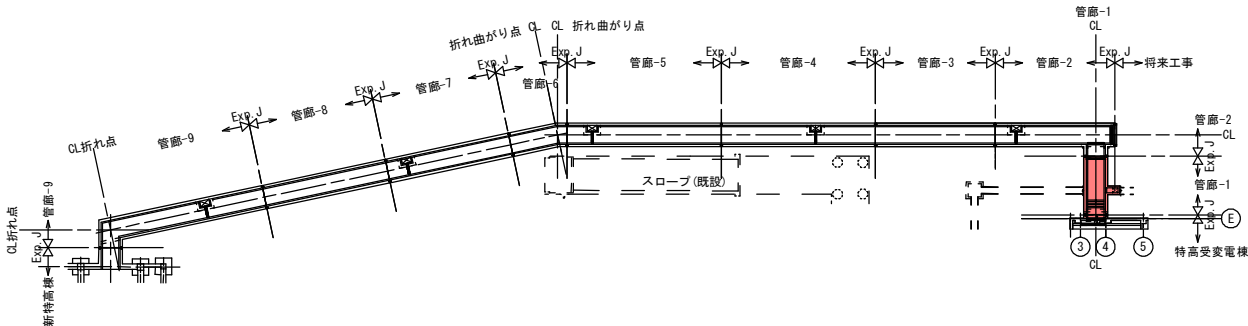 管廊-1
CL
折れ曲がり点 CL
CL 折れ曲がり点
Exp. J
Exp. J
Exp. J
Exp. J
Exp. J
将来工事
管廊-5
管廊-4
管廊-3
管廊-2
管廊-6
Exp. J
管廊-7
Exp. J
管廊-8
Exp. J
管廊-9
CL折れ点
管廊-2
CL
Exp. J
管廊-1
Exp. J
特高受変電棟
スロープ(既設)
E
3
4
5
CL
CL折れ点
管廊-9
Exp. J
新特高棟